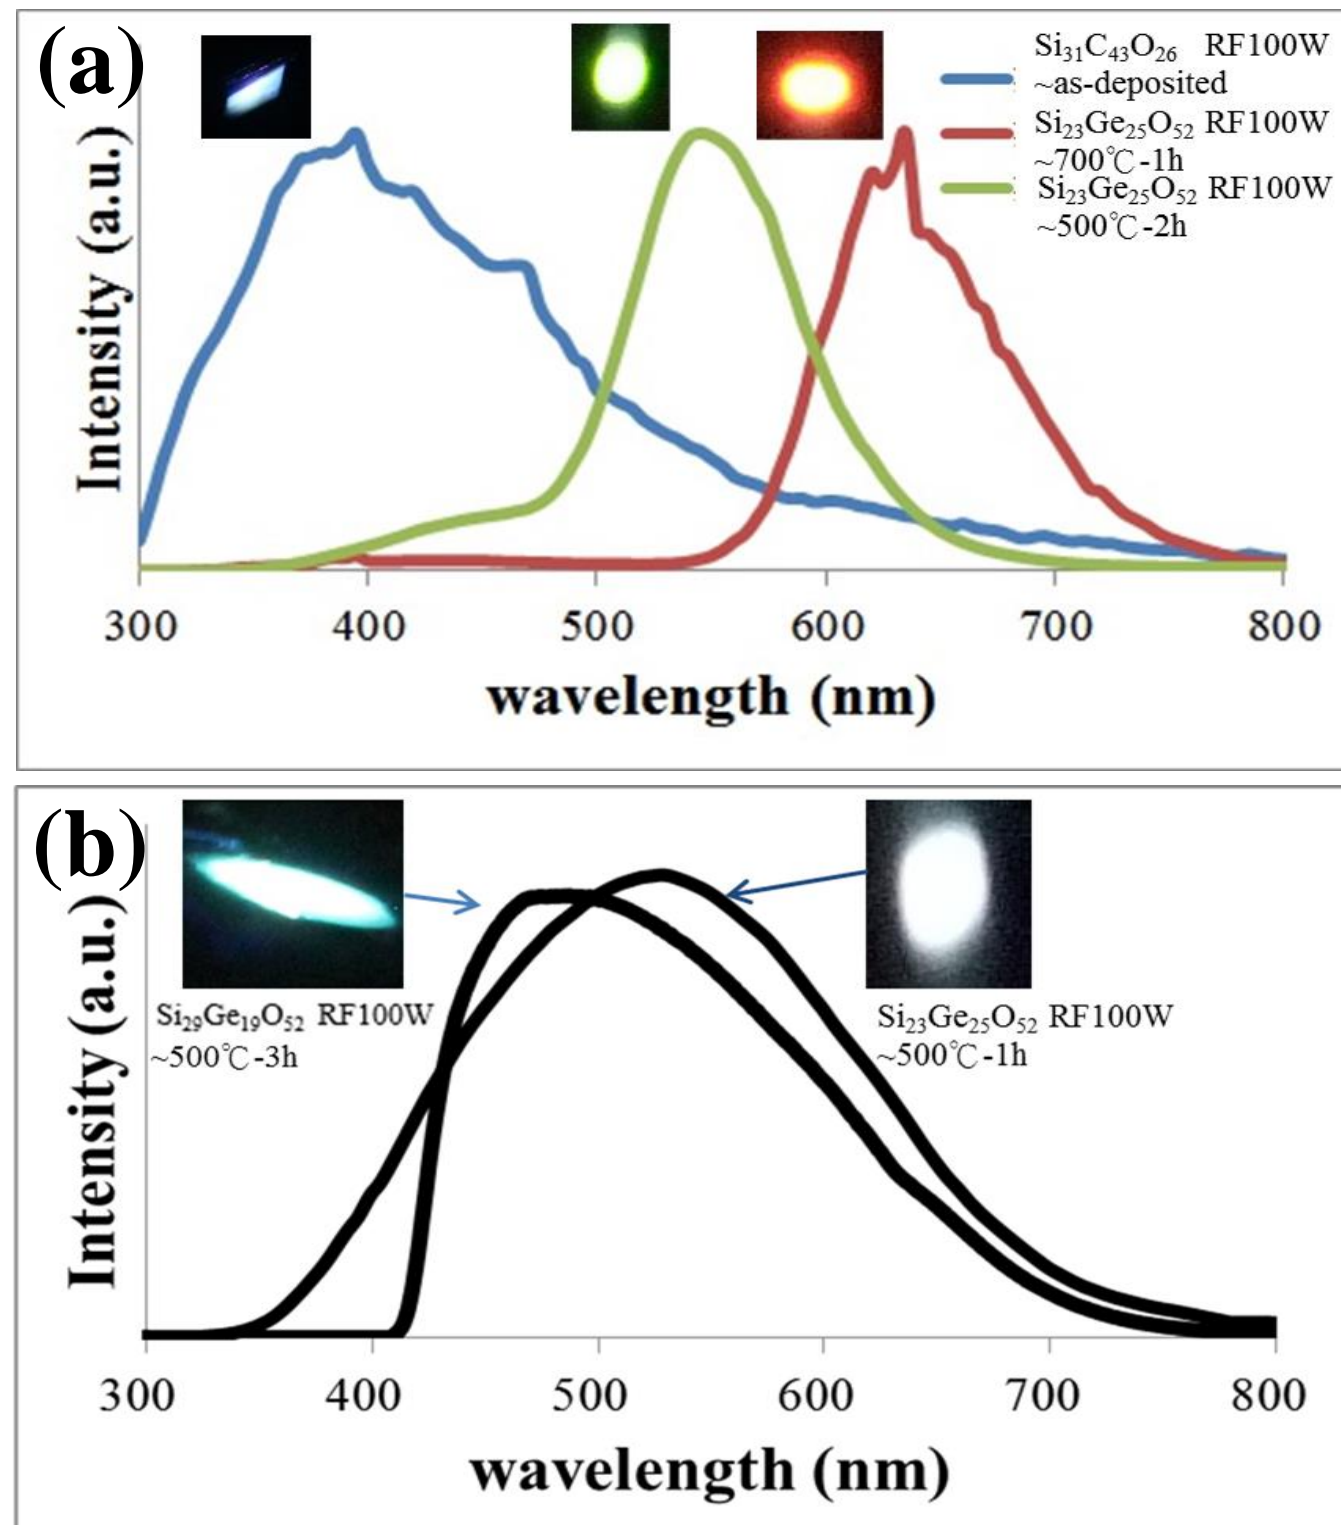 (a)
Intensity (a.u.)
Si₃₁C₄₃O₂₆ RF100W
~as-deposited
Si₂₃Ge₂₅O₅₂ RF100W
~700℃-1h
Si₂₃Ge₂₅O₅₂ RF100W
~500℃-2h
300 400 500 600 700 800
wavelength (nm)
(b)
Intensity (a.u.)
Si₂₉Ge₁₉O₅₂ RF100W
~500℃-3h
Si₂₃Ge₂₅O₅₂ RF100W
~500℃-1h
300 400 500 600 700 800
wavelength (nm)